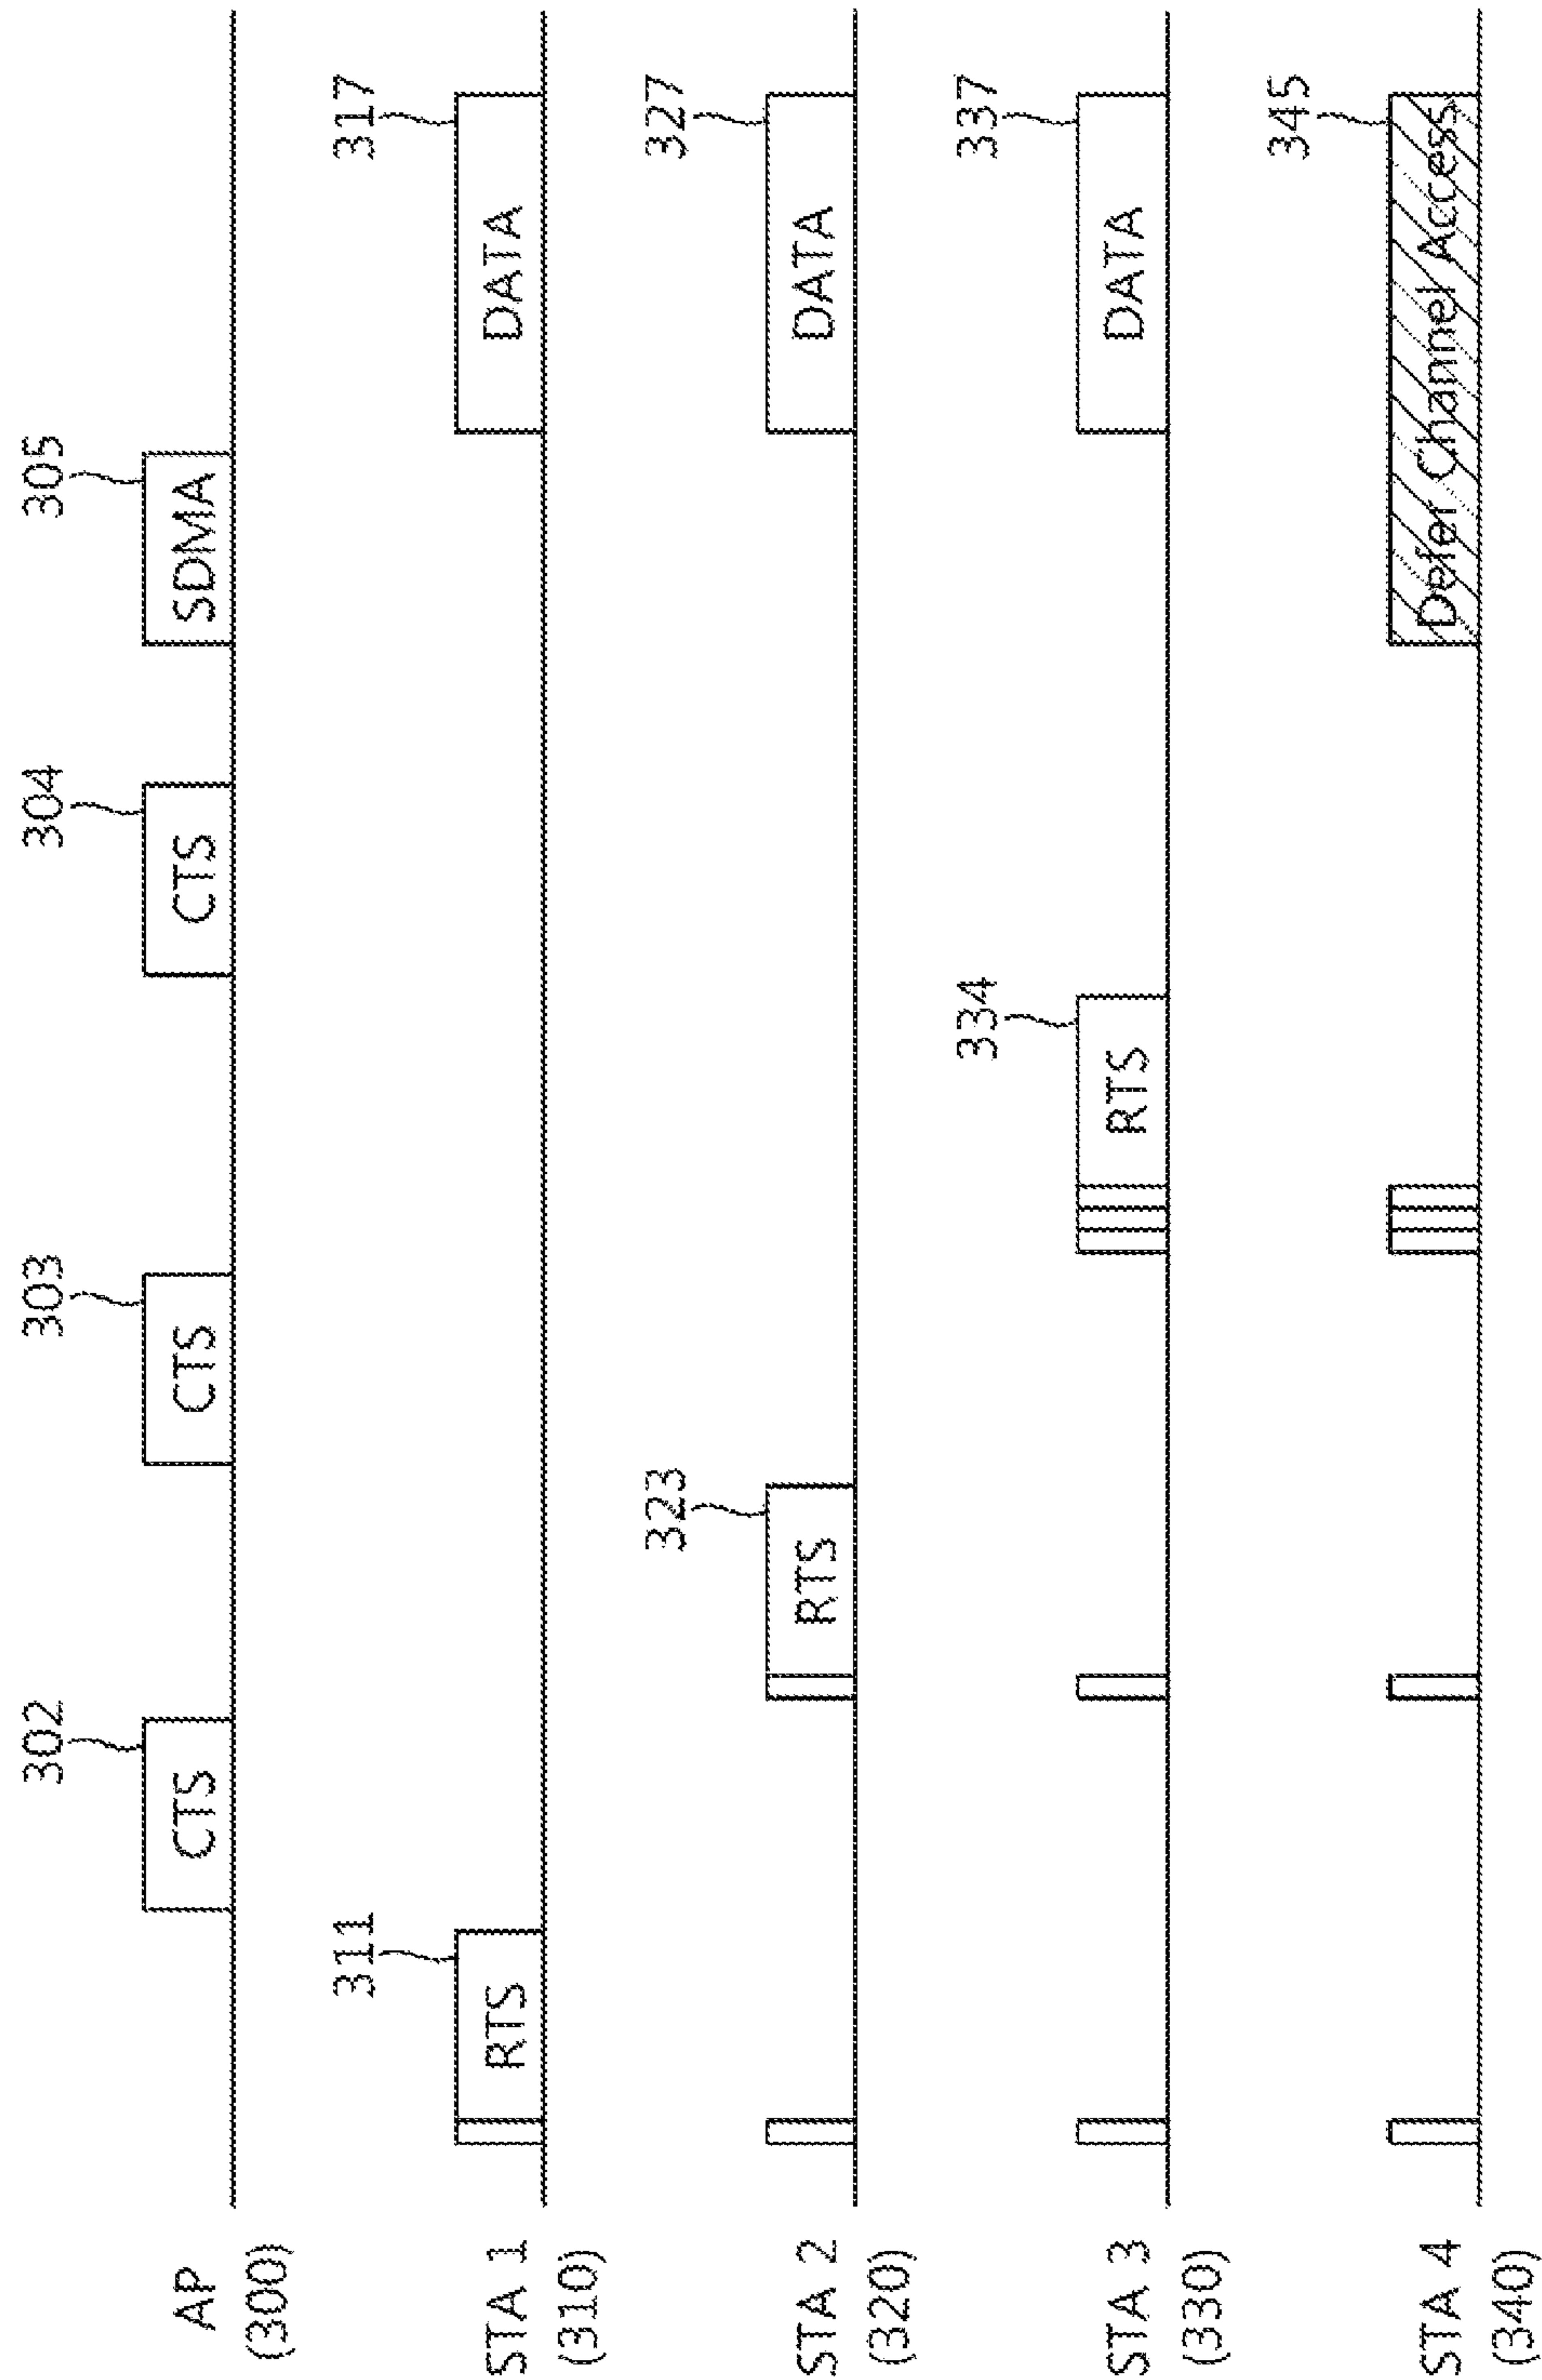 302
303
304
305
AP
(300)
CTS
CTS
CTS
SDMA
311
317
STA 1
(310)
RTS
DATA
323
327
STA 2
(320)
RTS
DATA
334
337
STA 3
(330)
RTS
DATA
345
STA 4
(340)
Defer Channel Access